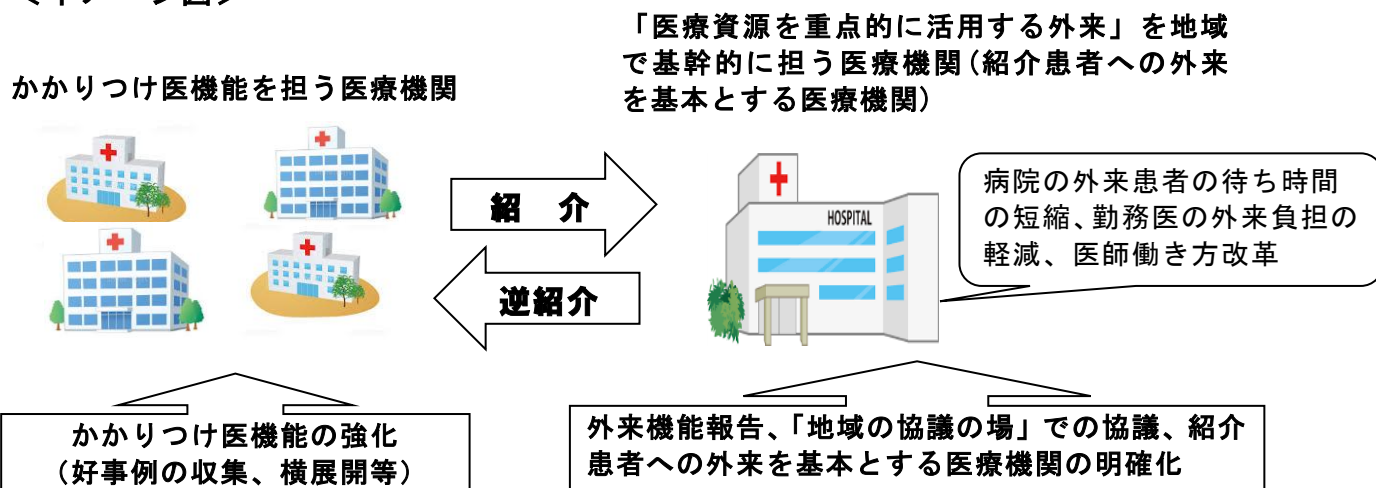 かかりつけ医機能を担う医療機関
「医療資源を重点的に活用する外来」を地域
で基幹的に担う医療機関(紹介患者への外来
を基本とする医療機関)
紹 介
逆紹介
HOSPITAL
病院の外来患者の待ち時間
の短縮、勤務医の外来負担の
軽減、医師働き方改革
かかりつけ医機能の強化
(好事例の収集、横展開等)
外来機能報告、「地域の協議の場」での協議、紹介
患者への外来を基本とする医療機関の明確化